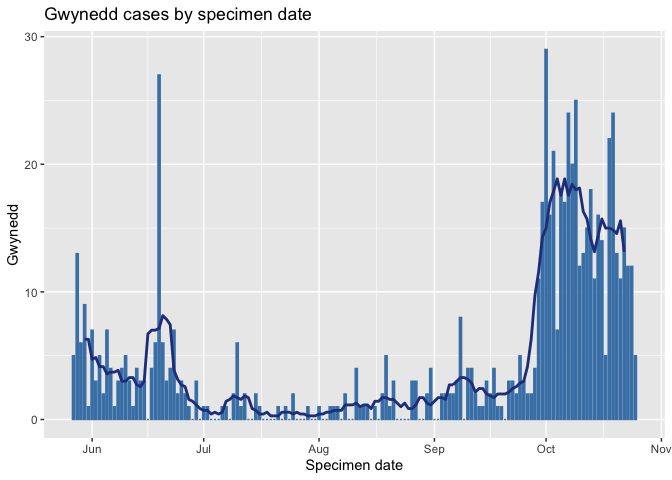 Gwynedd cases by specimen date
30
20
10
0
Gwynedd
Jun Jul Aug Sep Oct Nov
Specimen date